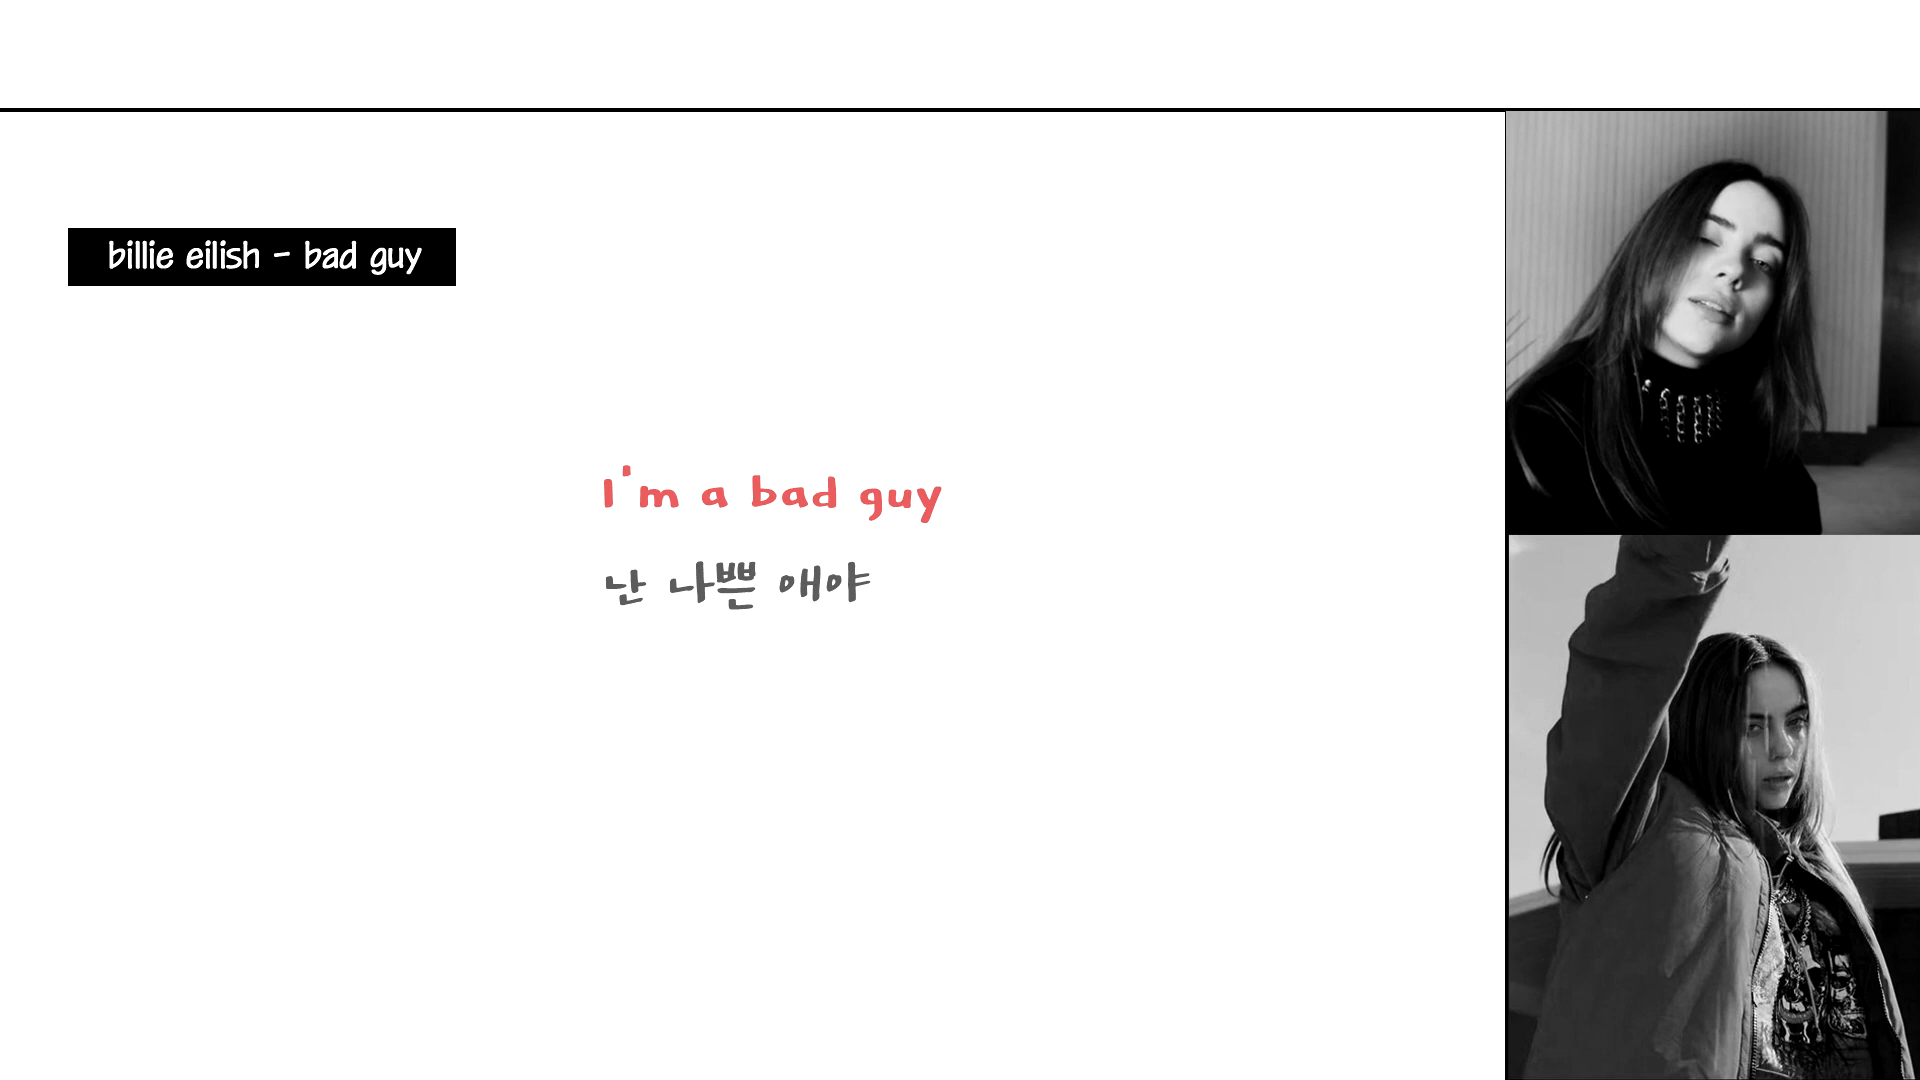 billie eilish - bad guy
I'm a bad guy
난 나쁜 애야